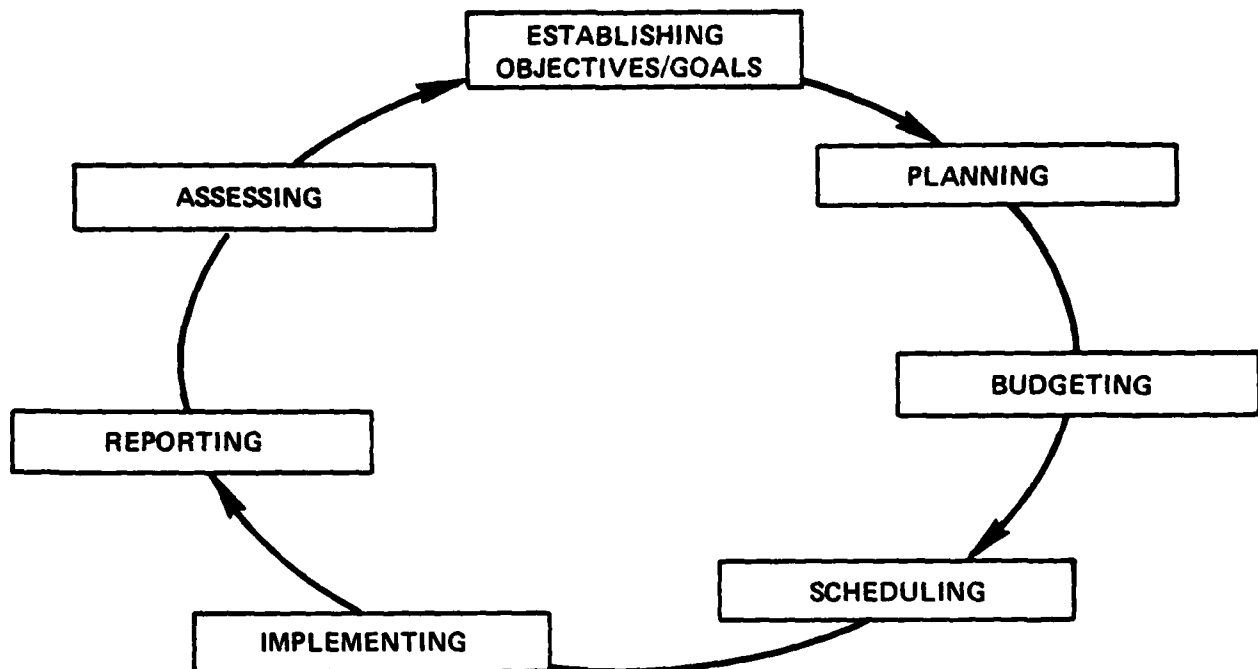 ESTABLISHING
OBJECTIVES/GOALS
PLANNING
BUDGETING
SCHEDULING
IMPLEMENTING
REPORTING
ASSESSING